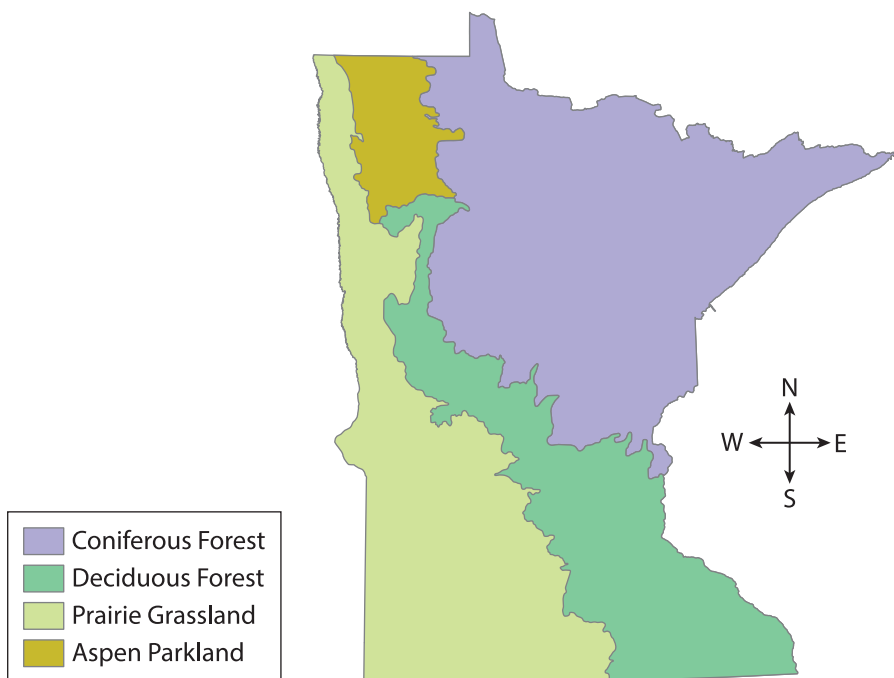 N
W E
S
Coniferous Forest
Deciduous Forest
Prairie Grassland
Aspen Parkland